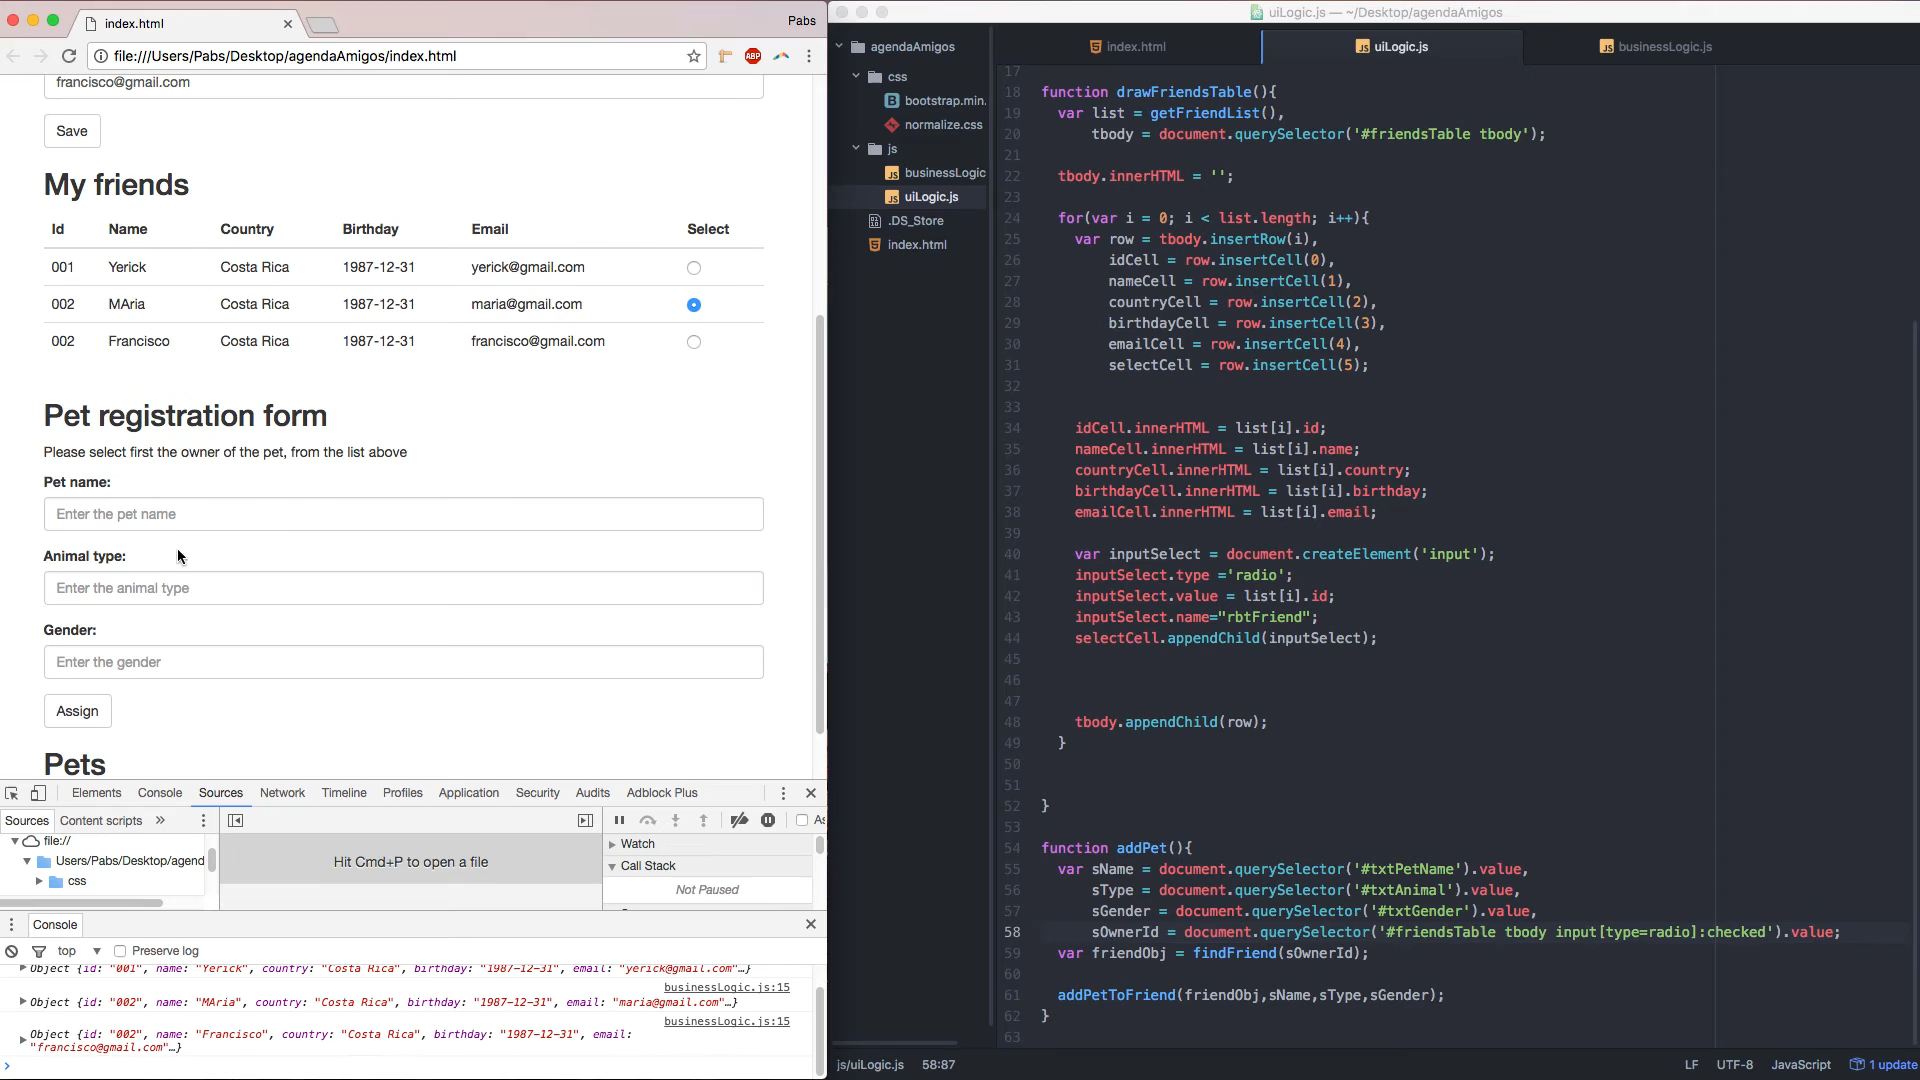 index.html
Pabs
file:///Users/Pabs/Desktop/agendaAmigos/index.html
ABP
francisco@gmail.com
Save
My friends
Id Name Country Birthday Email Select
001 Yerick Costa Rica 1987-12-31 yerick@gmail.com
002 MAria Costa Rica 1987-12-31 maria@gmail.com
002 Francisco Costa Rica 1987-12-31 francisco@gmail.com
Pet registration form
Please select first the owner of the pet, from the list above
Pet name:
Enter the pet name
Animal type:
Enter the animal type
Gender:
Enter the gender
Assign
Pets
Elements Console Sources Network Timeline Profiles Application Security Audits Adblock Plus
Sources Content scripts »
As
file://
Users/Pabs/Desktop/agend
css
Hit Cmd+P to open a file
Watch
Call Stack
Not Paused
Console
top Preserve log
Object {id: "001", name: "Yerick", country: "Costa Rica", birthday: "1987-12-31", email: "yerick@gmail.com"…}
businessLogic.js:15
Object {id: "002", name: "MAria", country: "Costa Rica", birthday: "1987-12-31", email: "maria@gmail.com"…}
businessLogic.js:15
Object {id: "002", name: "Francisco", country: "Costa Rica", birthday: "1987-12-31", email:
"francisco@gmail.com"…}
uiLogic.js — ~/Desktop/agendaAmigos
agendaAmigos
css
bootstrap.min.
normalize.css
js
businessLogic
uiLogic.js
.DS_Store
index.html
index.html
uiLogic.js
businessLogic.js
17
18 function drawFriendsTable(){
19 var list = getFriendList(),
20 tbody = document.querySelector('#friendsTable tbody');
21
22 tbody.innerHTML = '';
23
24 for(var i = 0; i < list.length; i++){
25 var row = tbody.insertRow(i),
26 idCell = row.insertCell(0),
27 nameCell = row.insertCell(1),
28 countryCell = row.insertCell(2),
29 birthdayCell = row.insertCell(3),
30 emailCell = row.insertCell(4),
31 selectCell = row.insertCell(5);
32
33
34 idCell.innerHTML = list[i].id;
35 nameCell.innerHTML = list[i].name;
36 countryCell.innerHTML = list[i].country;
37 birthdayCell.innerHTML = list[i].birthday;
38 emailCell.innerHTML = list[i].email;
39
40 var inputSelect = document.createElement('input');
41 inputSelect.type ='radio';
42 inputSelect.value = list[i].id;
43 inputSelect.name="rbtFriend";
44 selectCell.appendChild(inputSelect);
45
46
47
48 tbody.appendChild(row);
49 }
50
51
52 }
53
54 function addPet(){
55 var sName = document.querySelector('#txtPetName').value,
56 sType = document.querySelector('#txtAnimal').value,
57 sGender = document.querySelector('#txtGender').value,
58 sOwnerId = document.querySelector('#friendsTable tbody input[type=radio]:checked').value;
59 var friendObj = findFriend(sOwnerId);
60
61 addPetToFriend(friendObj,sName,sType,sGender);
62 }
63
js/uiLogic.js 58:87
LF UTF-8 JavaScript 1 update